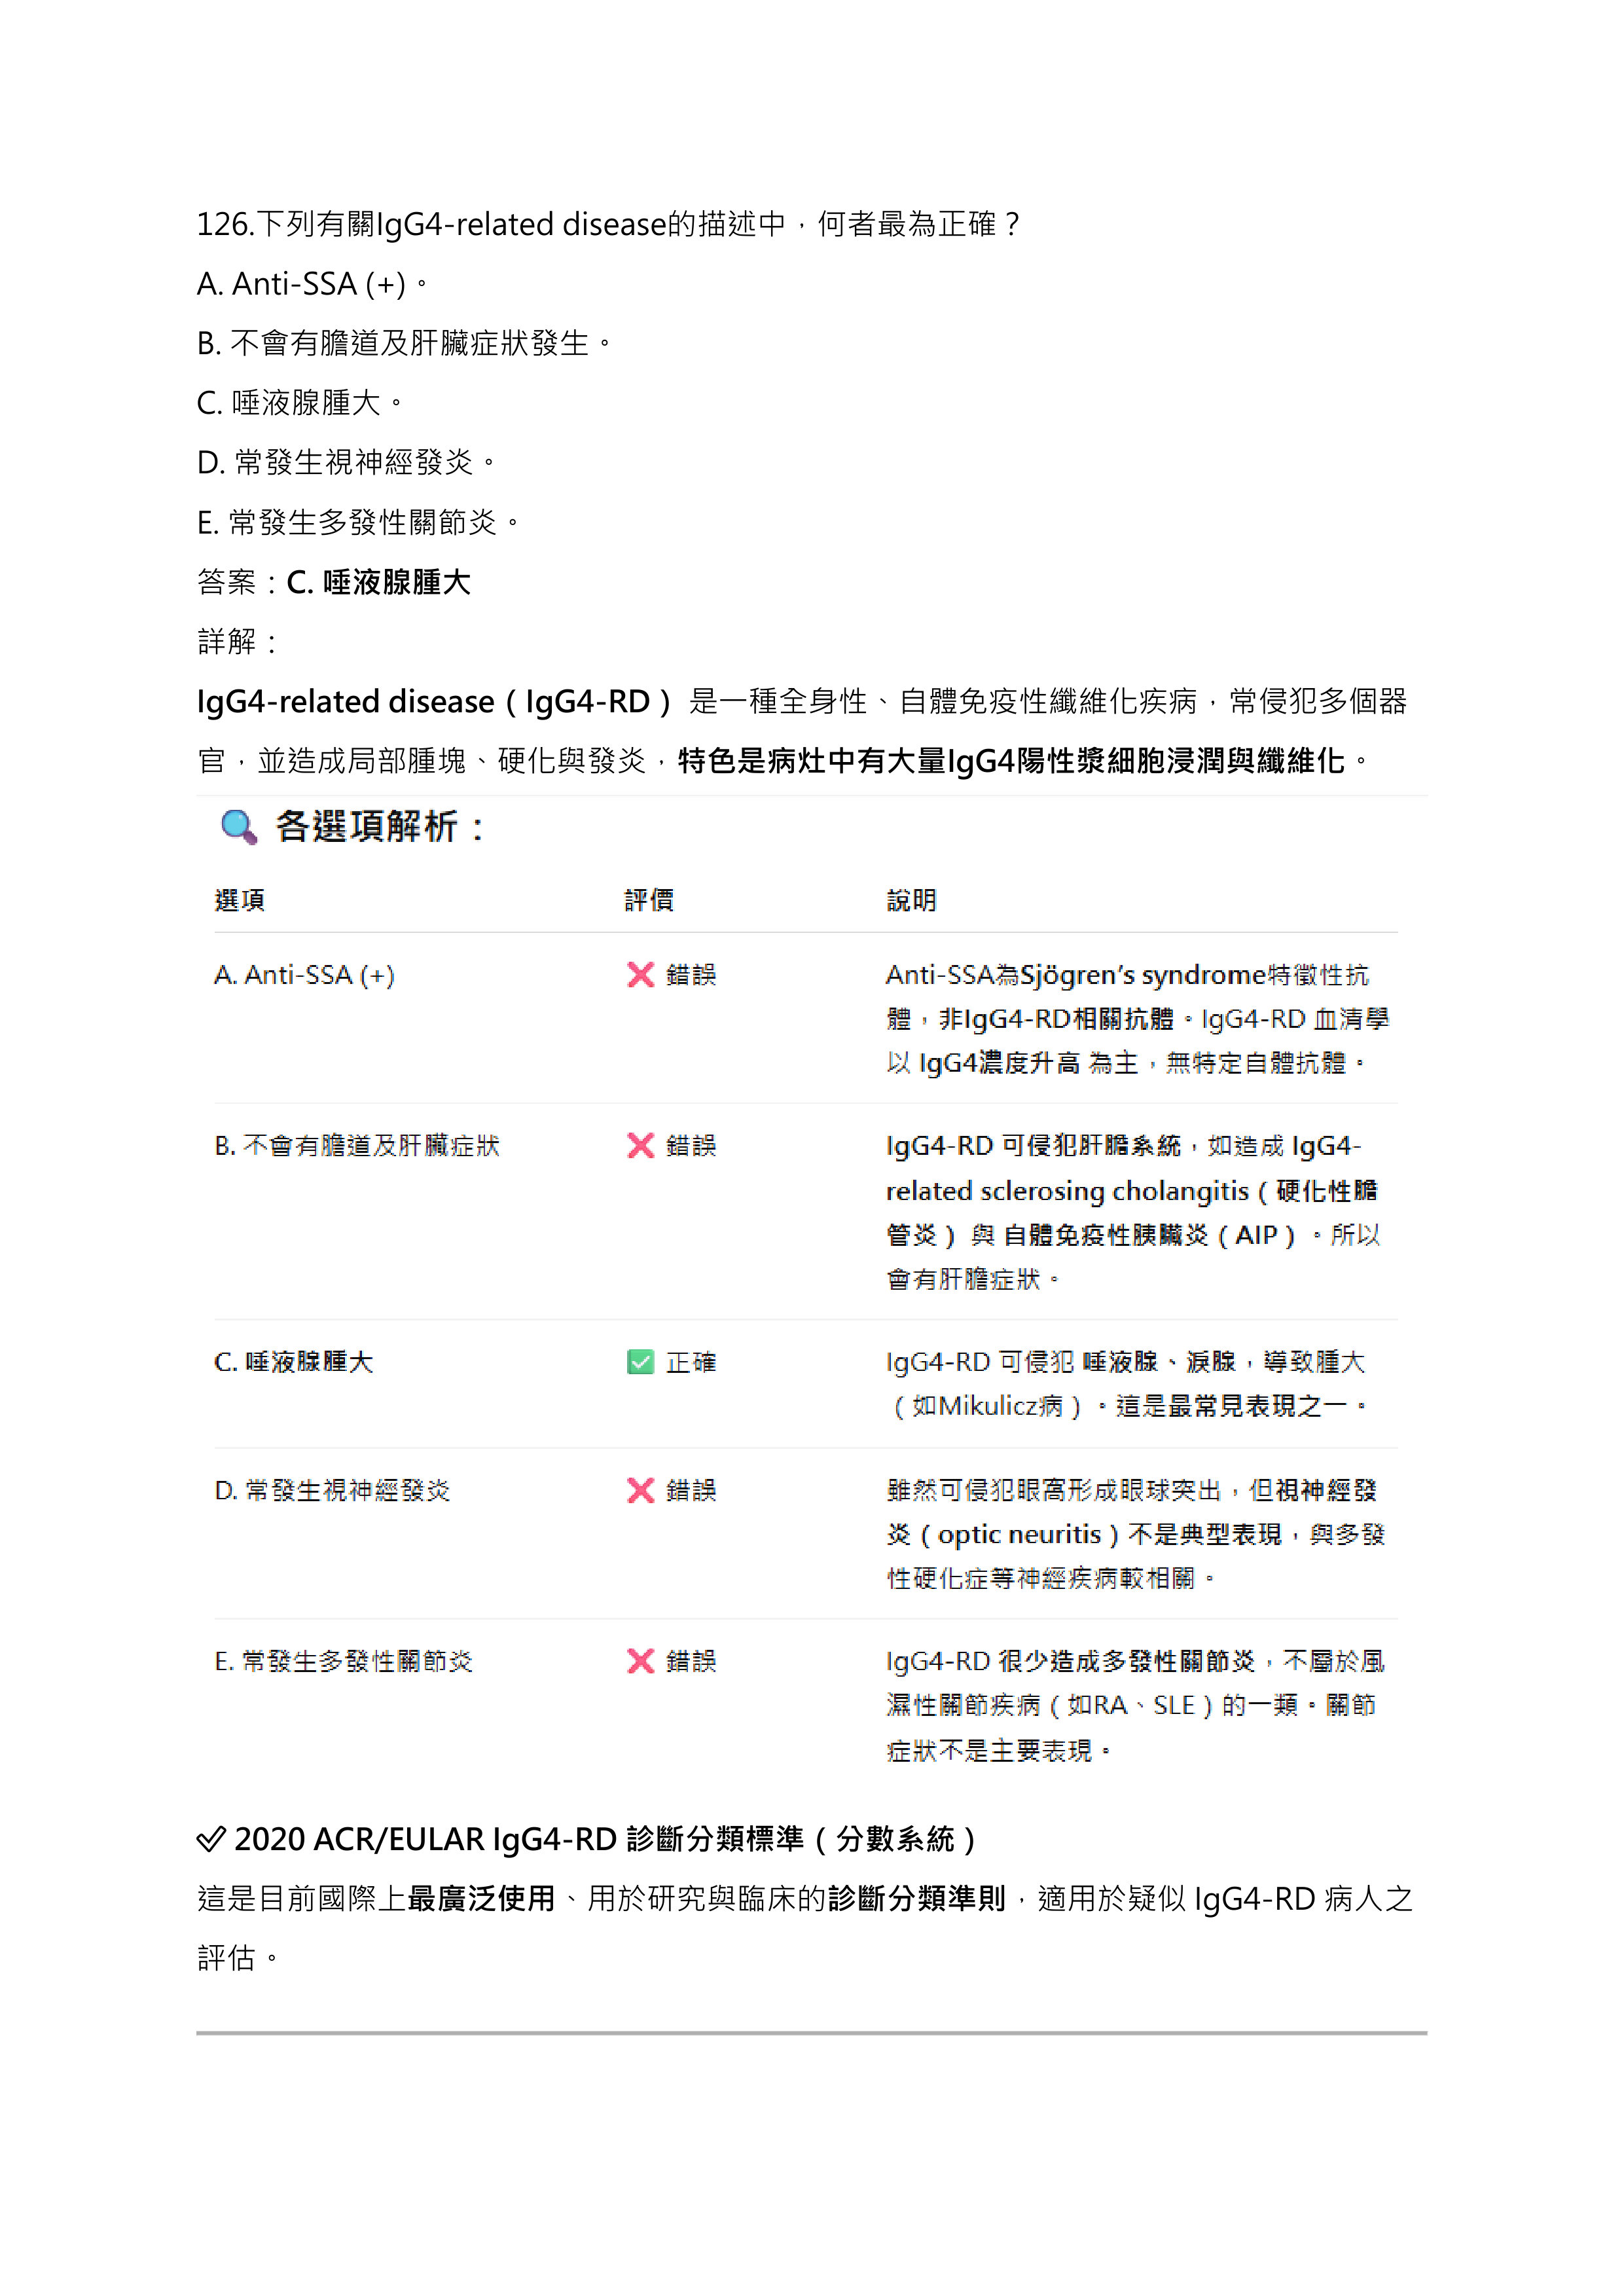 126.下列有關IgG4-related disease的描述中，何者最為正確？
A. Anti-SSA (+)。
B. 不會有膽道及肝臟症狀發生。
C. 唾液腺腫大。
D. 常發生視神經發炎。
E. 常發生多發性關節炎。
答案：C. 唾液腺腫大
詳解：
IgG4-related disease（IgG4-RD） 是一種全身性、自體免疫性纖維化疾病，常侵犯多個器
官，並造成局部腫塊、硬化與發炎，特色是病灶中有大量IgG4陽性漿細胞浸潤與纖維化。
各選項解析：
選項 評價 說明
A. Anti-SSA (+) ❌ 錯誤 Anti-SSA為Sjögren’s syndrome特徵性抗
體，非IgG4-RD相關抗體。IgG4-RD 血清學
以 IgG4濃度升高 為主，無特定自體抗體。
B. 不會有膽道及肝臟症狀 ❌ 錯誤 IgG4-RD 可侵犯肝膽系統，如造成 IgG4-
related sclerosing cholangitis（硬化性膽
管炎） 與 自體免疫性胰臟炎（AIP）。所以
會有肝膽症狀。
C. 唾液腺腫大 ✅ 正確 IgG4-RD 可侵犯 唾液腺、淚腺，導致腫大
（如Mikulicz病）。這是最常見表現之一。
D. 常發生視神經發炎 ❌ 錯誤 雖然可侵犯眼窩形成眼球突出，但視神經發
炎（optic neuritis）不是典型表現，與多發
性硬化症等神經疾病較相關。
E. 常發生多發性關節炎 ❌ 錯誤 IgG4-RD 很少造成多發性關節炎，不屬於風
濕性關節疾病（如RA、SLE）的一類。關節
症狀不是主要表現。
✅ 2020 ACR/EULAR IgG4-RD 診斷分類標準（分數系統）
這是目前國際上最廣泛使用、用於研究與臨床的診斷分類準則，適用於疑似 IgG4-RD 病人之
評估。